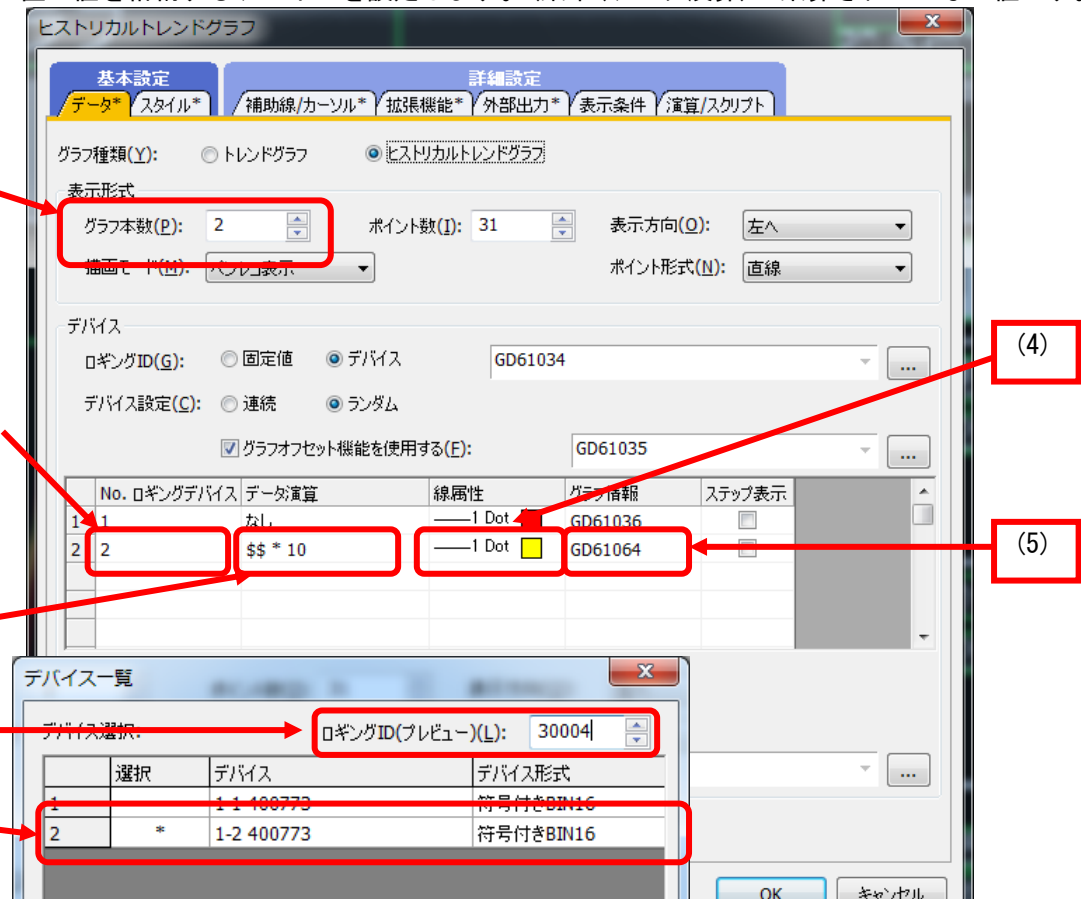 ヒストリカルトレンドグラフ
基本設定
詳細設定
データ* スタイル* 補助線/カーソル* 拡張機能* 外部出力* 表示条件 演算/スクリプト
グラフ種類(Y): トレンドグラフ ヒストリカルトレンドグラフ
表示形式
グラフ本数(P): 2 ポイント数(I): 31 表示方向(O): 左へ
描画モード(M): ペンレコ表示 ポイント形式(N): 直線
デバイス
ロギングID(G): 固定値 デバイス GD61034 ...
(4)
デバイス設定(C): 連続 ランダム
グラフオフセット機能を使用する(F): GD61035 ...
No. ロギングデバイス データ演算 線属性 グラフ情報 ステップ表示
1 1 なし 1 Dot GD61036
2 2 $$ * 10 1 Dot GD61064
(5)
デバイス一覧
デバイス選択: ロギングID(プレビュー)(L): 30004
選択 デバイス デバイス形式
...
1 1-1 400773 符号付きBIN16
2 * 1-2 400773 符号付きBIN16
OK キャンセル